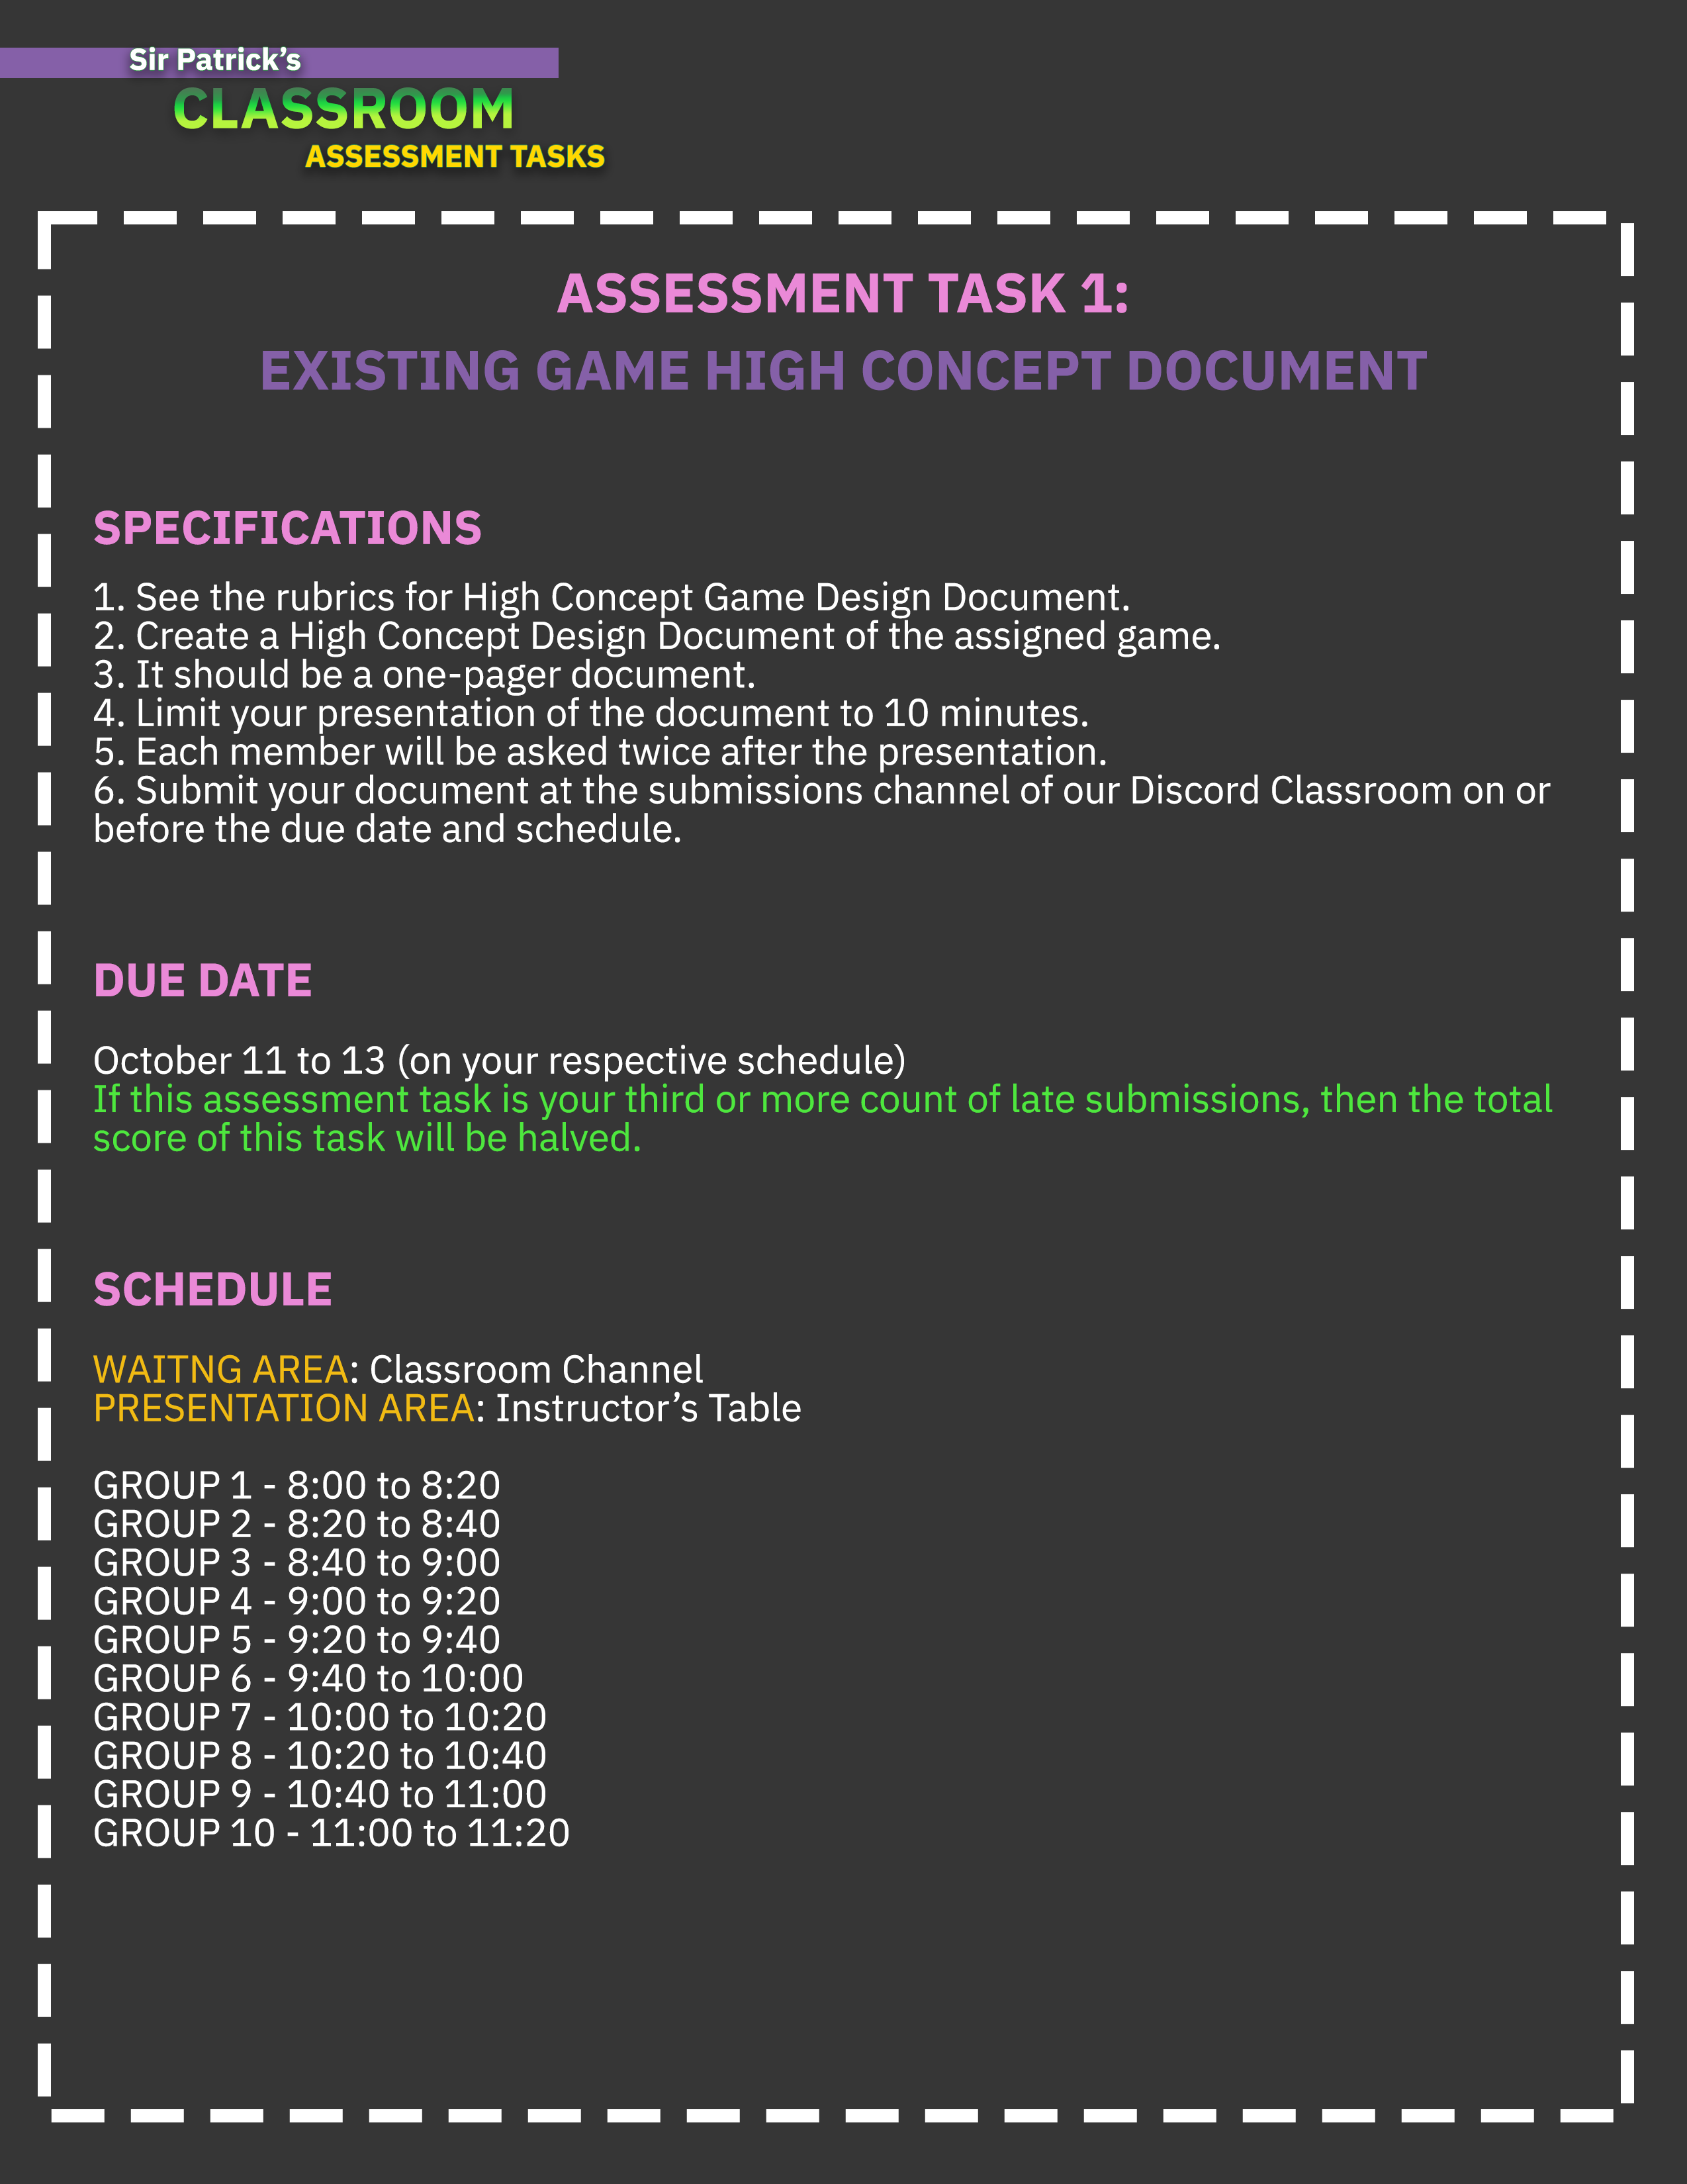 Sir Patrick’s
CLASSROOM
ASSESSMENT TASKS
ASSESSMENT TASK 1:
EXISTING GAME HIGH CONCEPT DOCUMENT
SPECIFICATIONS
1. See the rubrics for High Concept Game Design Document.
2. Create a High Concept Design Document of the assigned game.
3. It should be a one-pager document.
4. Limit your presentation of the document to 10 minutes.
5. Each member will be asked twice after the presentation.
6. Submit your document at the submissions channel of our Discord Classroom on or
before the due date and schedule.
DUE DATE
October 11 to 13 (on your respective schedule)
If this assessment task is your third or more count of late submissions, then the total
score of this task will be halved.
SCHEDULE
WAITNG AREA: Classroom Channel
PRESENTATION AREA: Instructor’s Table
GROUP 1 - 8:00 to 8:20
GROUP 2 - 8:20 to 8:40
GROUP 3 - 8:40 to 9:00
GROUP 4 - 9:00 to 9:20
GROUP 5 - 9:20 to 9:40
GROUP 6 - 9:40 to 10:00
GROUP 7 - 10:00 to 10:20
GROUP 8 - 10:20 to 10:40
GROUP 9 - 10:40 to 11:00
GROUP 10 - 11:00 to 11:20